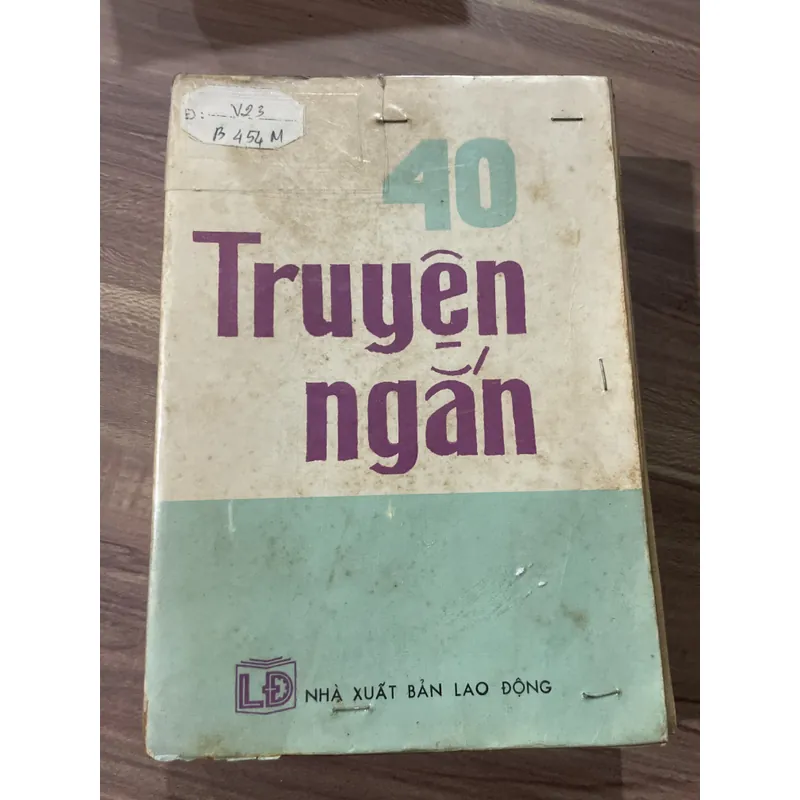 Đ: V23
B 454 M
40
Truyện
ngắn
LĐ NHÀ XUẤT BẢN LAO ĐỘNG